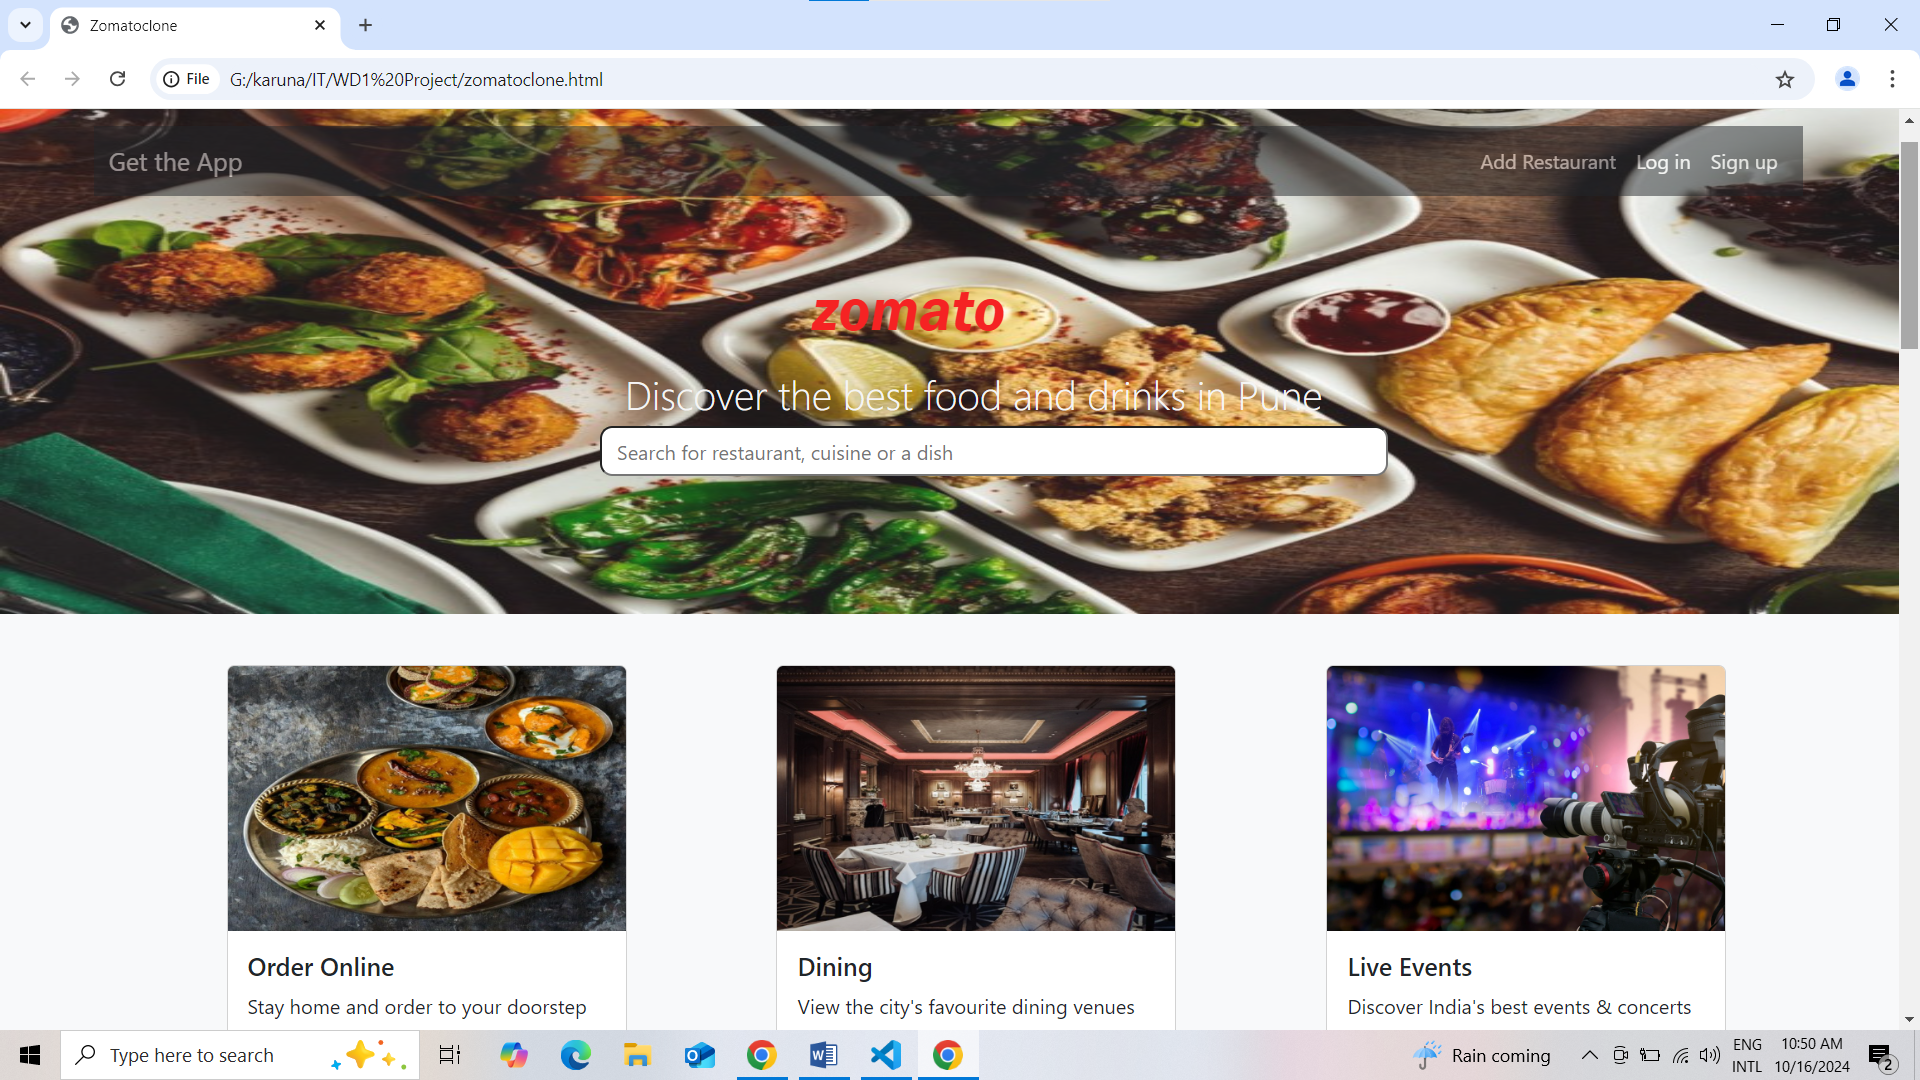 Zomatoclone
File
G:/karuna/IT/WD1%20Project/zomatoclone.html
Get the App
Add Restaurant Log in Sign up
zomato
Discover the best food and drinks in Pune
Search for restaurant, cuisine or a dish
Order Online
Stay home and order to your doorstep
Dining
View the city's favourite dining venues
Live Events
Discover India's best events & concerts
Type here to search
Rain coming
ENG
INTL
10:50 AM
10/16/2024
2